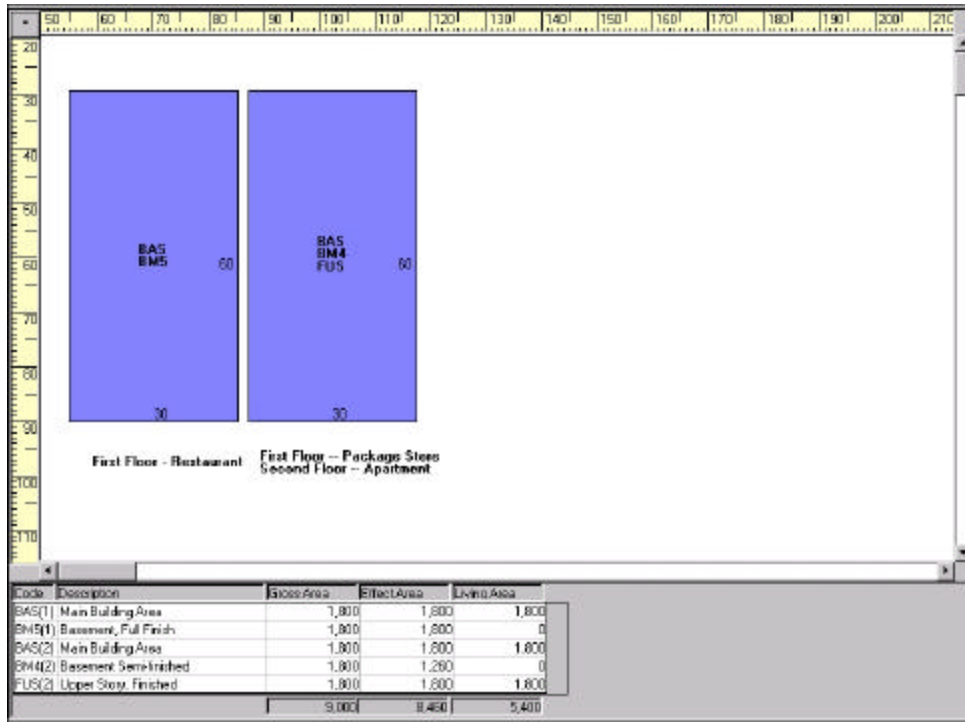 50 60 70 80 90 100 110 120 130 140 150 160 170 180 190 200 210
20
30
40
50
60
70
80
90
100
110
BAS
BM5
60
30
BAS
BM4
FUS
60
30
First Floor - Restaurant
First Floor -- Package Store
Second Floor -- Apartment
Code Description Gross Area Effect Area Living Area
BAS(1) Main Building Area 1,800 1,800 1,800
BM5(1) Basement, Full Finish 1,800 1,800 0
BAS(2) Main Building Area 1,800 1,800 1,800
BM4(2) Basement Semi-finished 1,800 1,260 0
FUS(2) Upper Story, Finished 1,800 1,800 1,800
9,000 8,460 5,400